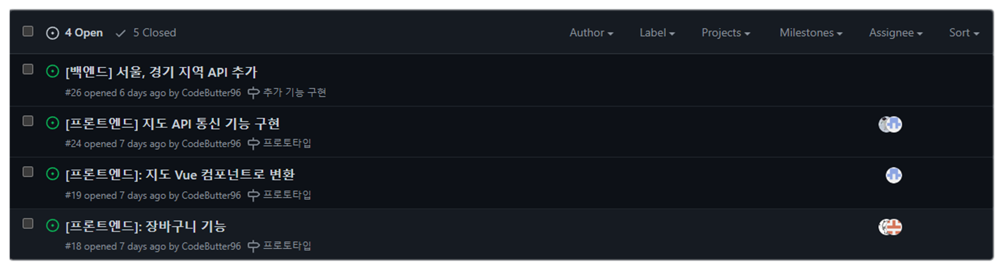 4 Open 5 Closed Author Label Projects Milestones Assignee Sort
[백엔드] 서울, 경기 지역 API 추가
#26 opened 6 days ago by CodeButter96 추가 기능 구현
[프론트엔드] 지도 API 통신 기능 구현
#24 opened 7 days ago by CodeButter96 프로토타입
[프론트엔드]: 지도 Vue 컴포넌트로 변환
#19 opened 7 days ago by CodeButter96 프로토타입
[프론트엔드]: 장바구니 기능
#18 opened 7 days ago by CodeButter96 프로토타입